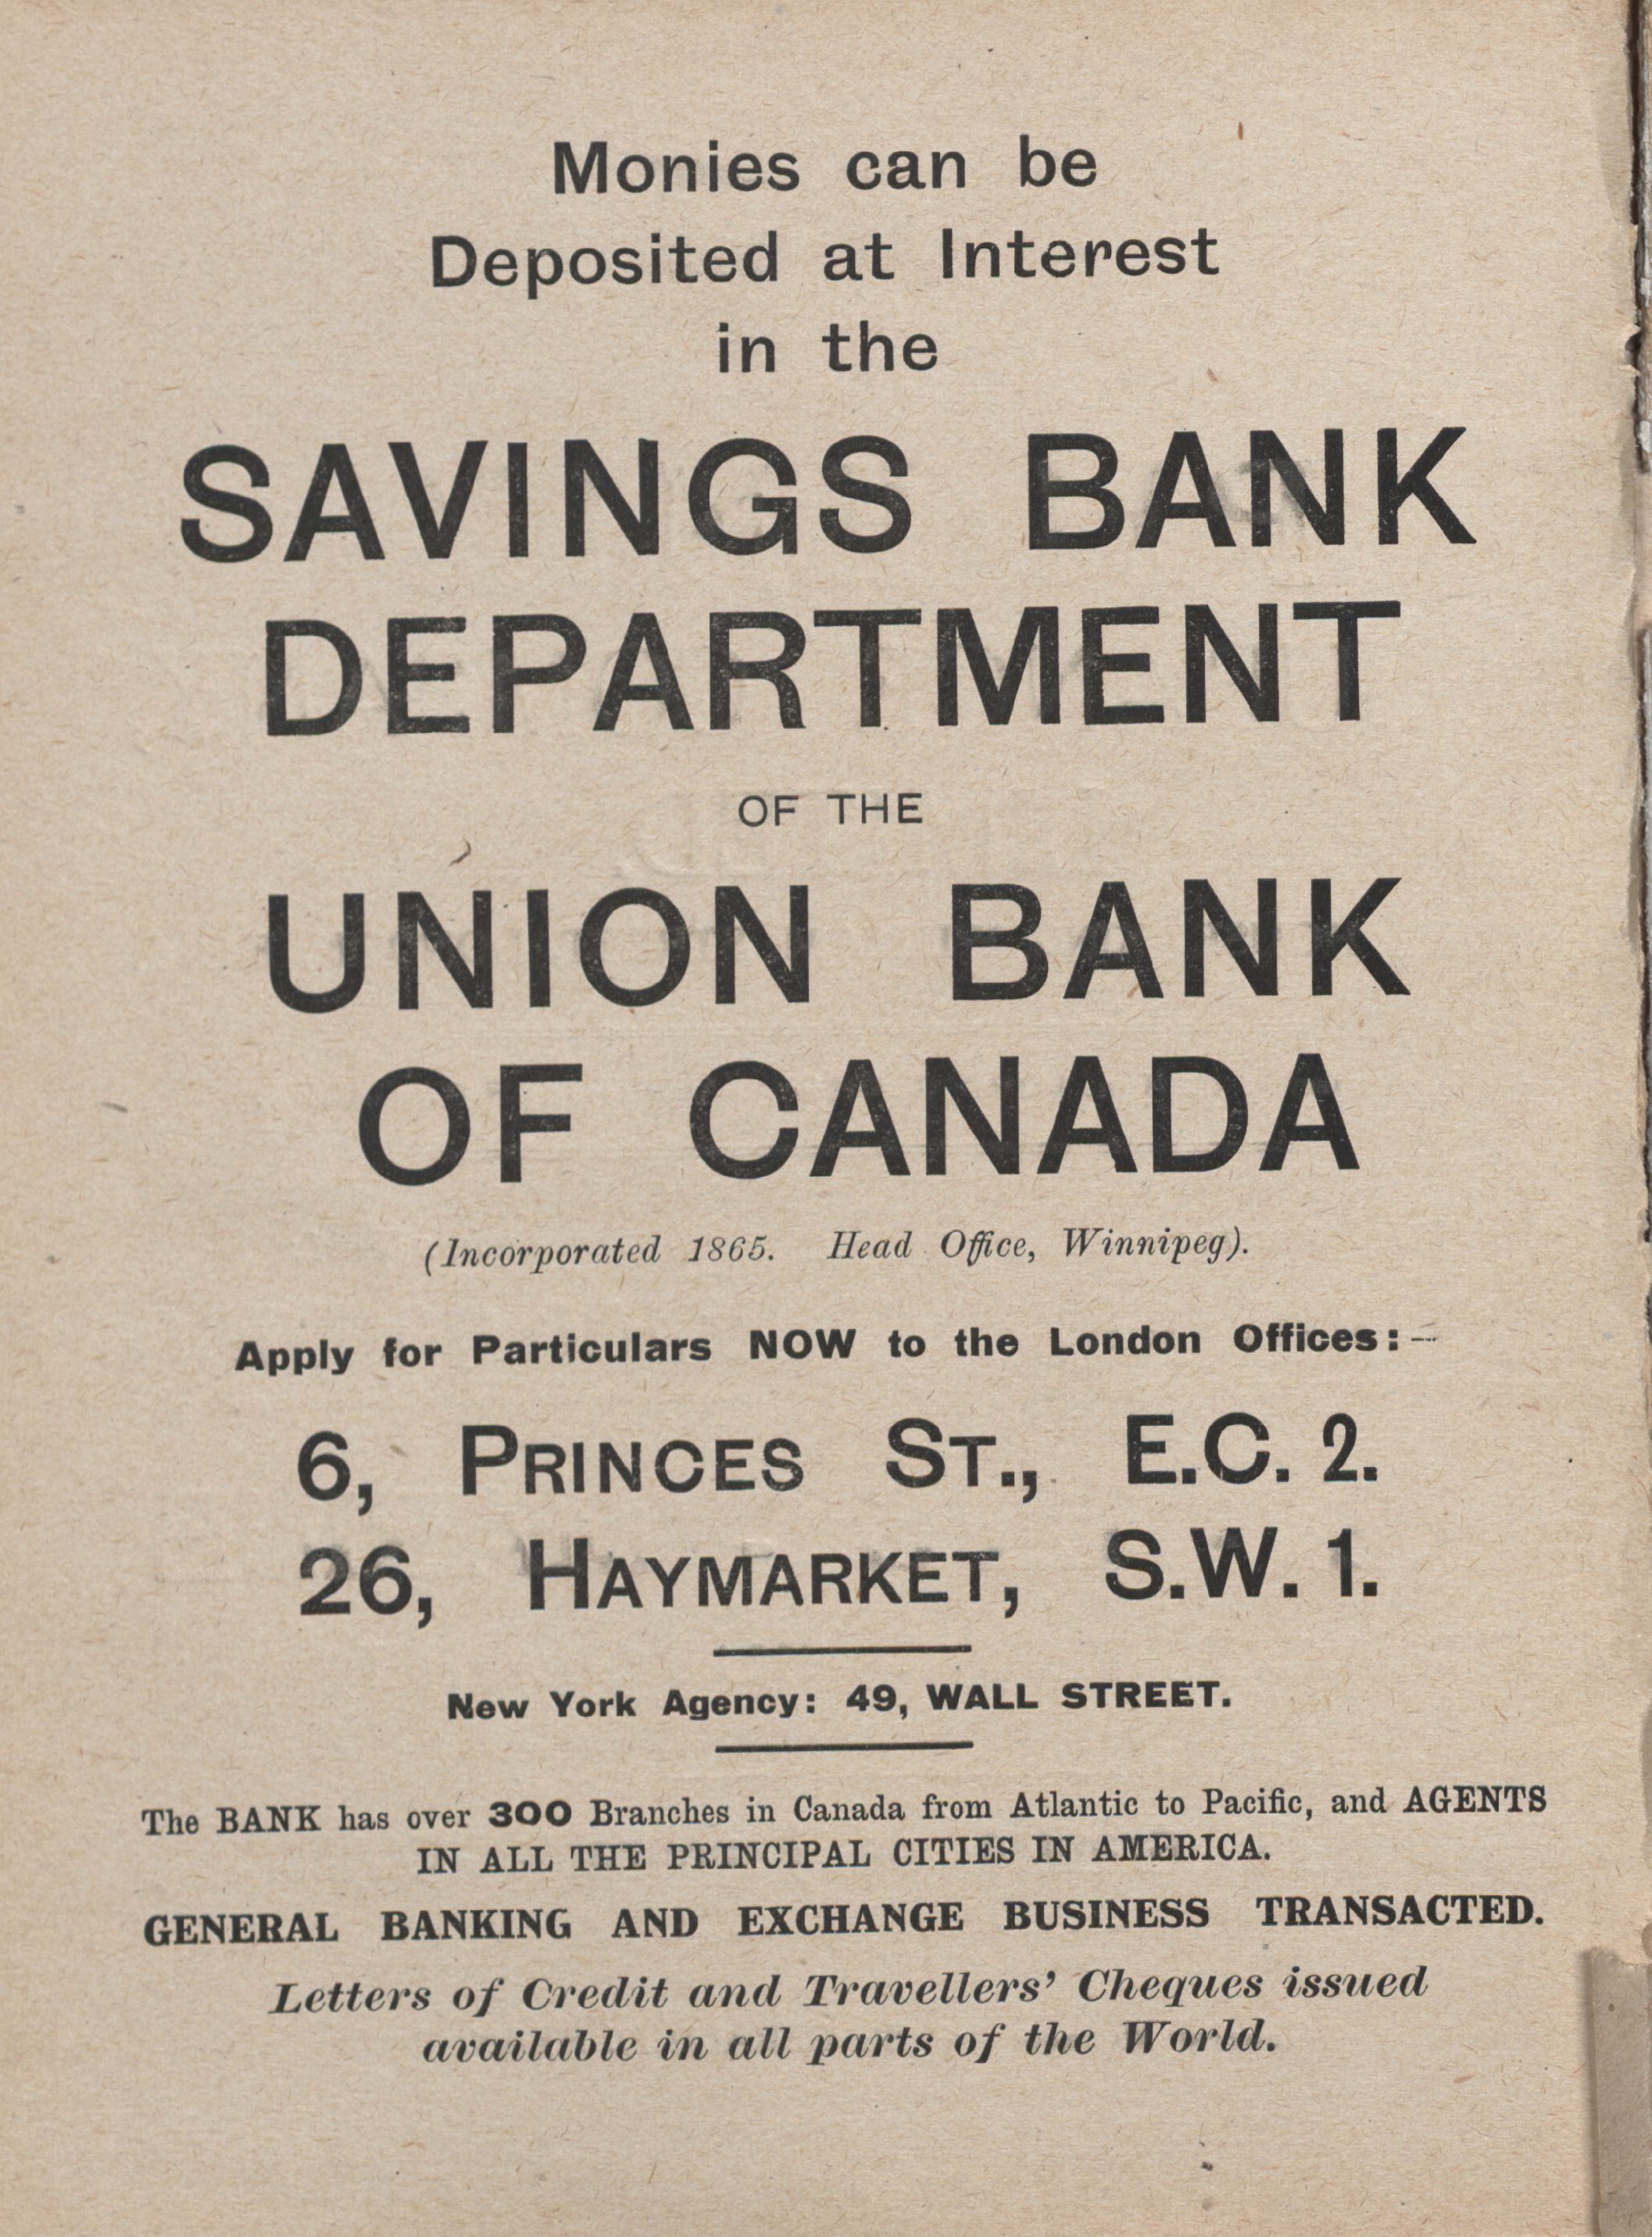 Monies can be
Deposited at Interest
in the
SAVINGS BANK
DEPARTMENT
OF THE
UNION BANK
OF CANADA
(Incorporated 1865. Head Office, Winnipeg).
Apply for Particulars NOW to the London Offices:—
6, PRINCES ST., E.C. 2.
26, HAYMARKET, S.W. 1.
New York Agency: 49, WALL STREET.
The BANK has over 300 Branches in Canada from Atlantic to Pacific, and AGENTS
IN ALL THE PRINCIPAL CITIES IN AMERICA.
GENERAL BANKING AND EXCHANGE BUSINESS TRANSACTED.
Letters of Credit and Travellers' Cheques issued
available in all parts of the World.